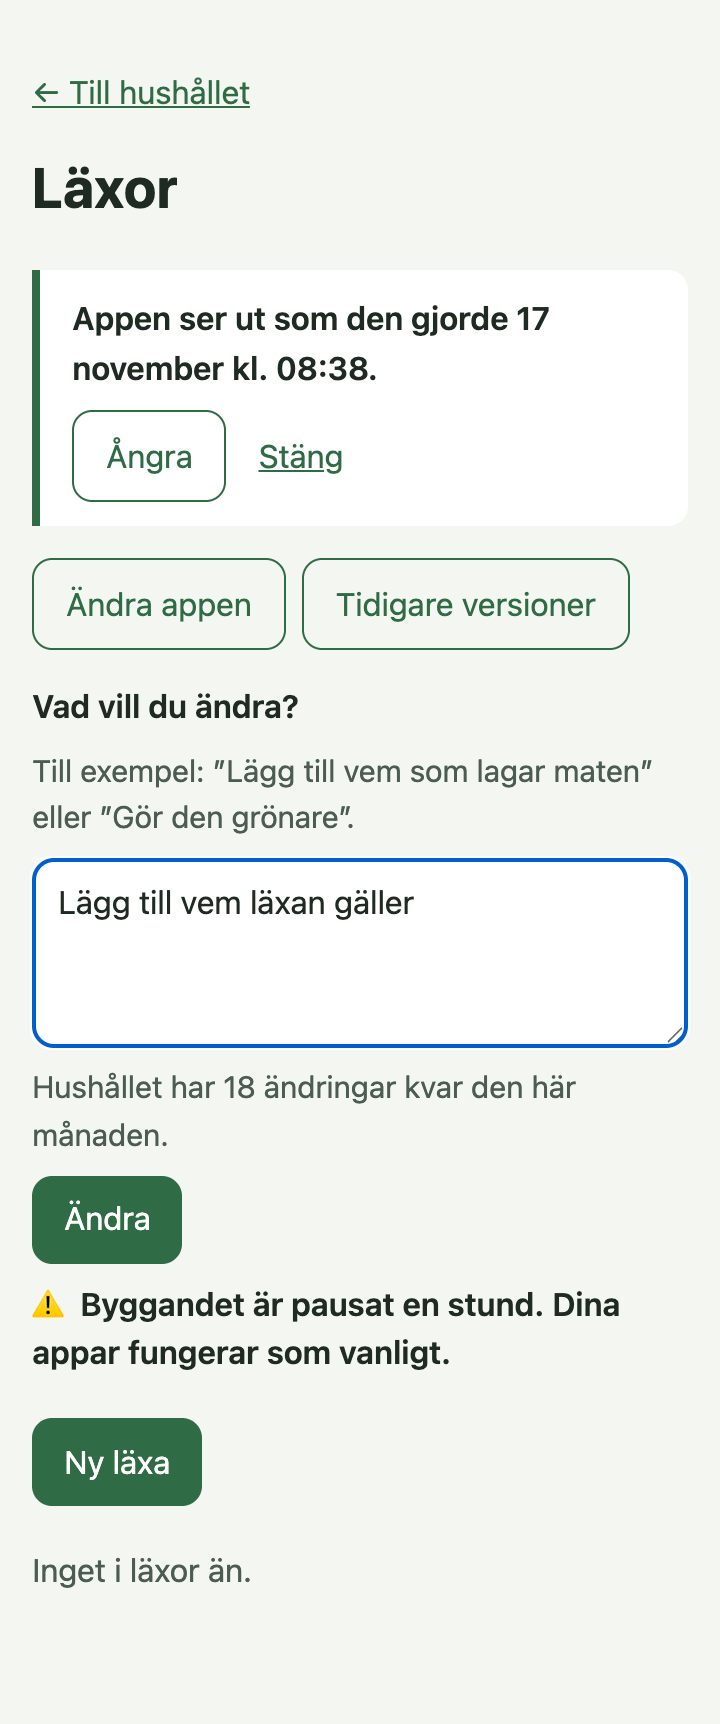 ← Till hushållet
Läxor
Appen ser ut som den gjorde 17
november kl. 08:38.
Ångra Stäng
Ändra appen Tidigare versioner
Vad vill du ändra?
Till exempel: ”Lägg till vem som lagar maten”
eller ”Gör den grönare”.
Lägg till vem läxan gäller
Hushållet har 18 ändringar kvar den här
månaden.
Ändra
⚠️ Byggandet är pausat en stund. Dina
appar fungerar som vanligt.
Ny läxa
Inget i läxor än.